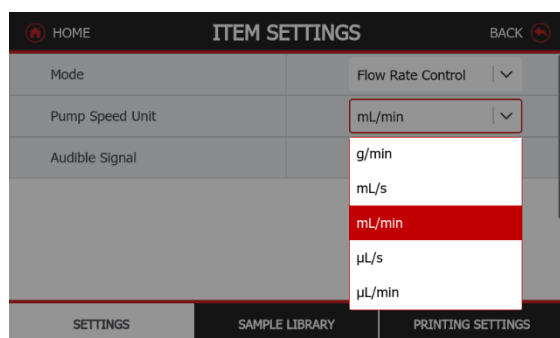 HOME ITEM SETTINGS BACK
Mode Flow Rate Control
Pump Speed Unit mL/min
Audible Signal
g/min
mL/s
mL/min
µL/s
µL/min
SETTINGS SAMPLE LIBRARY PRINTING SETTINGS